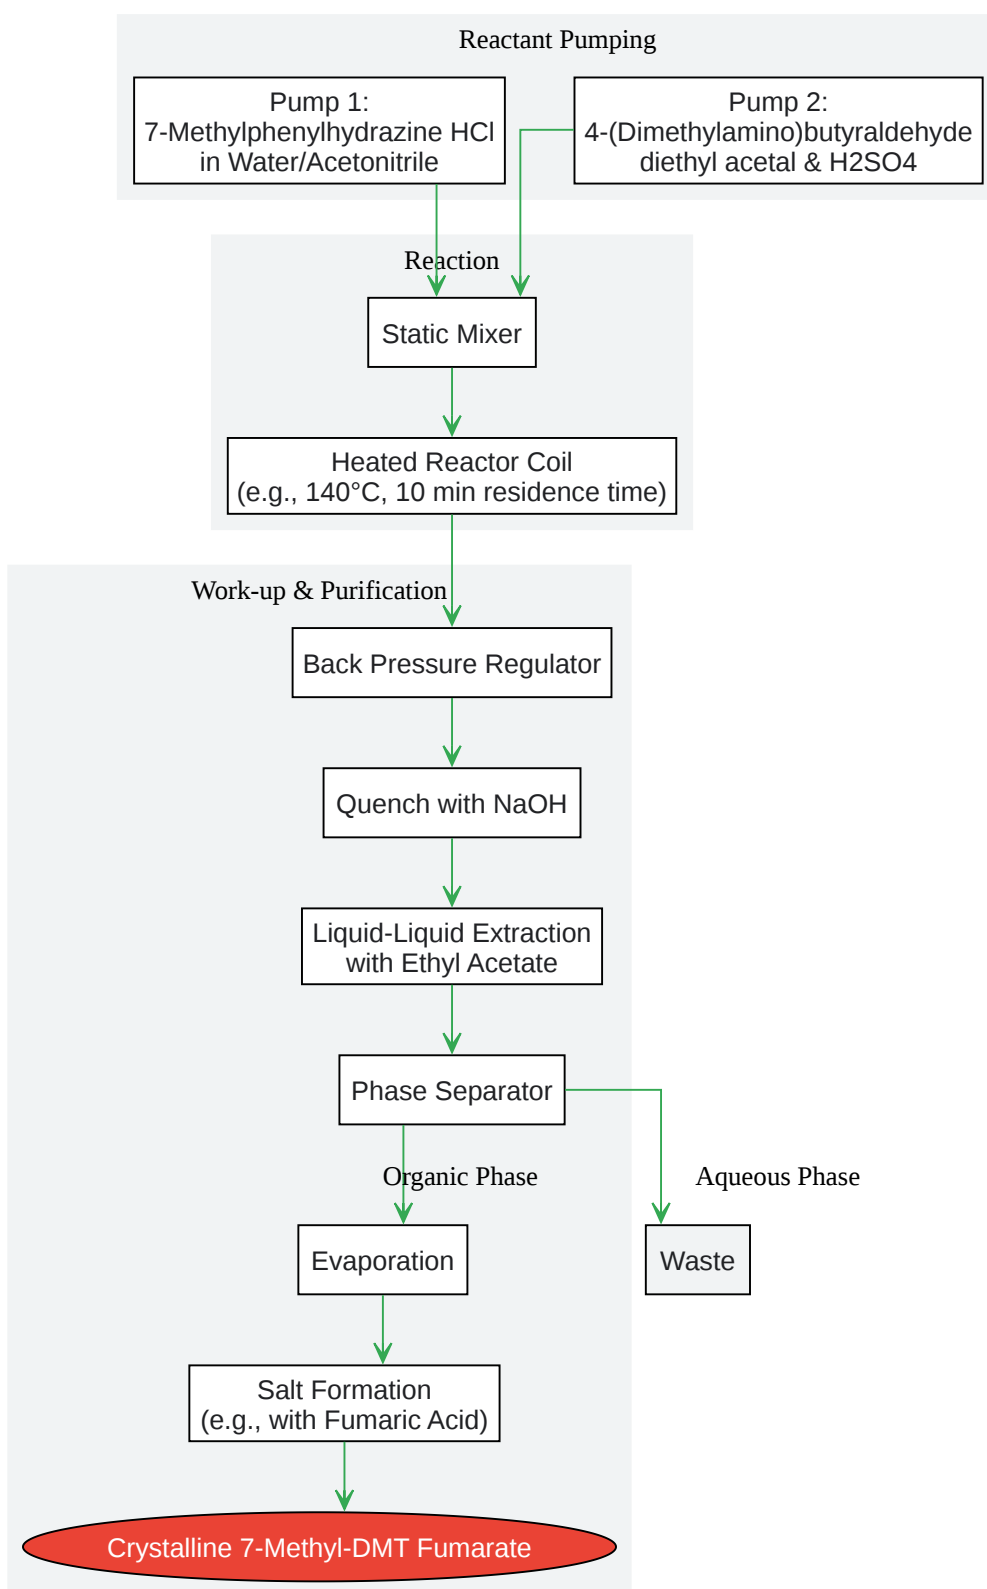 Reactant Pumping
Pump 1:
7-Methylphenylhydrazine HCl
in Water/Acetonitrile
Pump 2:
4-(Dimethylamino)butyraldehyde
diethyl acetal & H2SO4
Reaction
Static Mixer
Heated Reactor Coil
(e.g., 140°C, 10 min residence time)
Work-up & Purification
Back Pressure Regulator
Quench with NaOH
Liquid-Liquid Extraction
with Ethyl Acetate
Phase Separator
Organic Phase
Aqueous Phase
Evaporation
Waste
Salt Formation
(e.g., with Fumaric Acid)
Crystalline 7-Methyl-DMT Fumarate